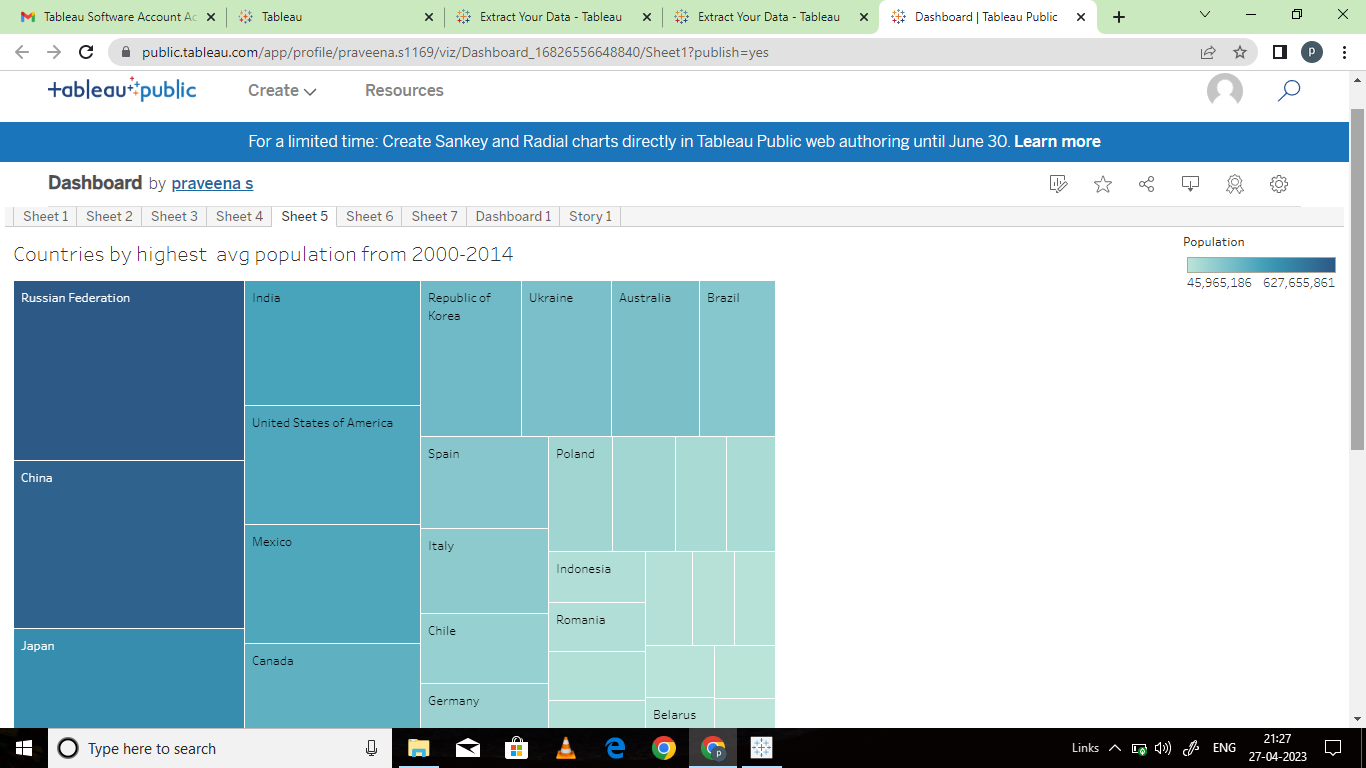 Tableau Software Account Ac
Tableau
Extract Your Data - Tableau
Extract Your Data - Tableau
Dashboard | Tableau Public
public.tableau.com/app/profile/praveena.s1169/viz/Dashboard_16826556648840/Sheet1?publish=yes
P
+ableau public
Create
Resources
For a limited time: Create Sankey and Radial charts directly in Tableau Public web authoring until June 30. Learn more
Dashboard by praveena s
Sheet 1
Sheet 2
Sheet 3
Sheet 4
Sheet 5
Sheet 6
Sheet 7
Dashboard 1
Story 1
Countries by highest avg population from 2000-2014
Population
45,965,186 627,655,861
Russian Federation
India
Republic of
Korea
Ukraine
Australia
Brazil
United States of America
Spain
Poland
China
Mexico
Italy
Indonesia
Romania
Chile
Japan
Canada
Germany
Belarus
Type here to search
p
Links
ENG
21:27
27-04-2023